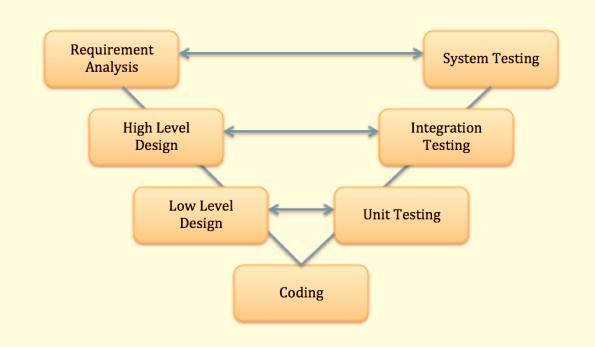 Requirement
Analysis
System Testing
High Level
Design
Integration
Testing
Low Level
Design
Unit Testing
Coding